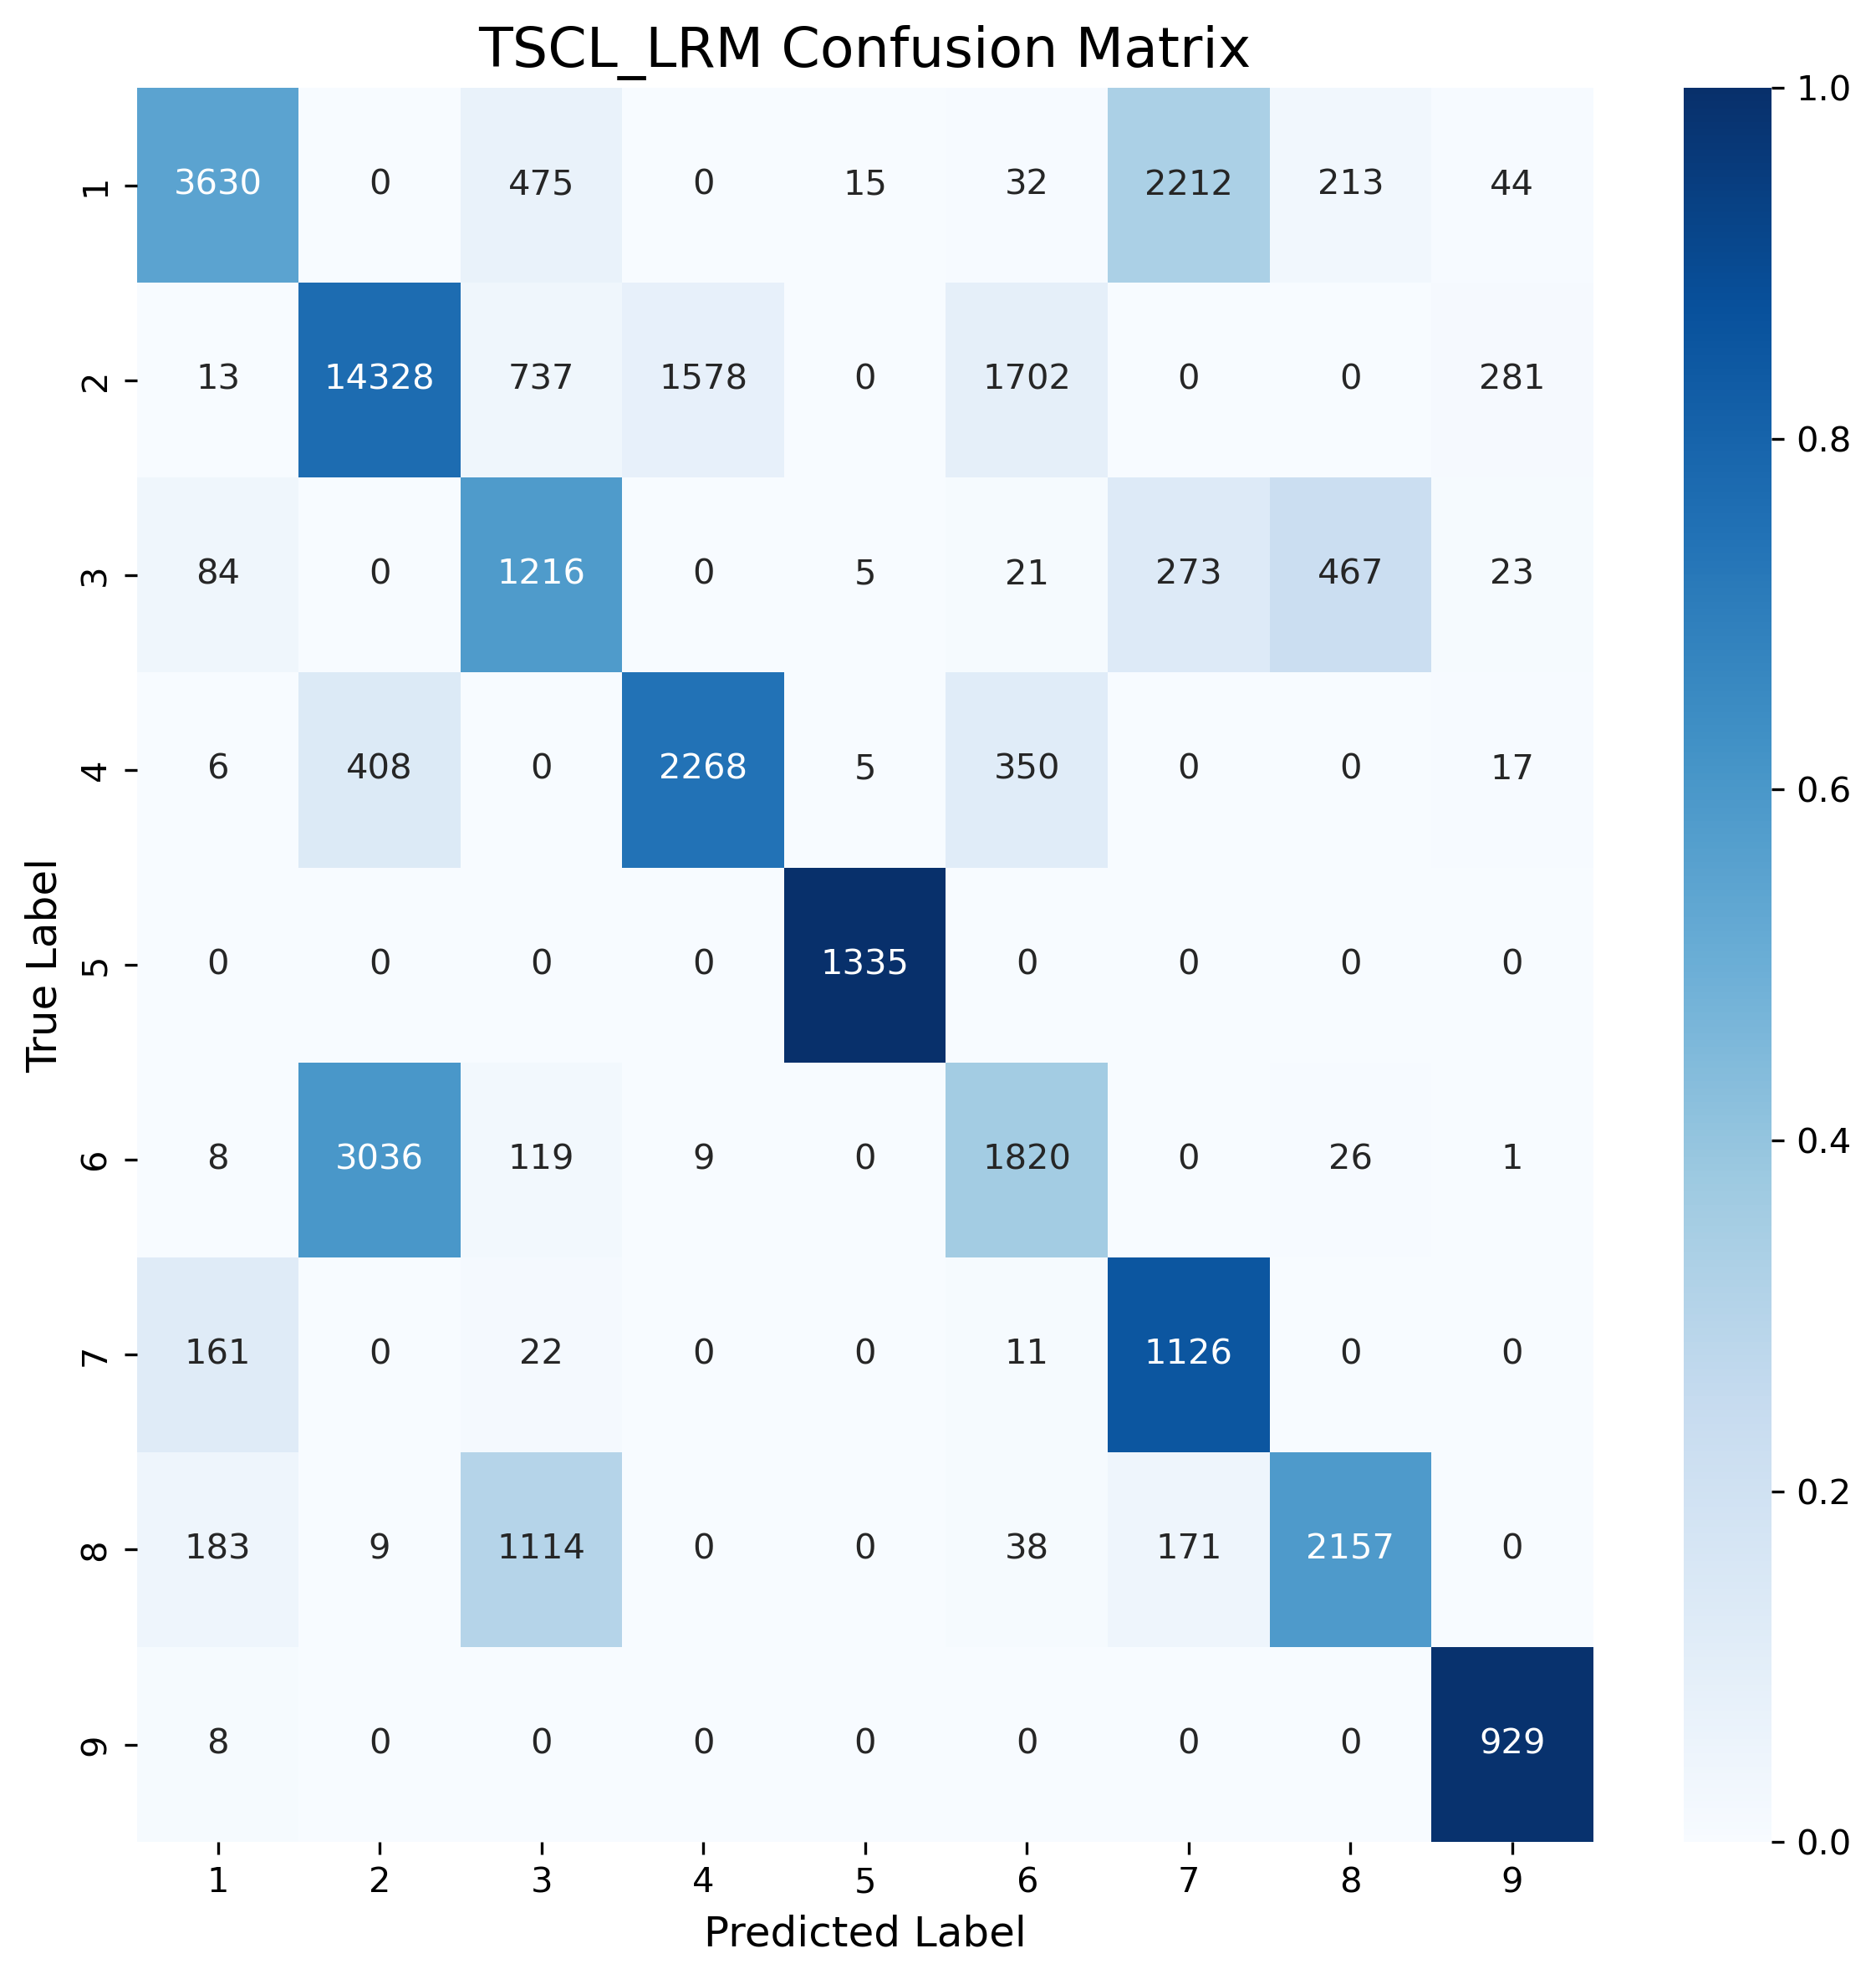 TSCL_LRM Confusion Matrix
1 3630 0 475 0 15 32 2212 213 44
2 13 14328 737 1578 0 1702 0 0 281
3 84 0 1216 0 5 21 273 467 23
4 6 408 0 2268 5 350 0 0 17
5 0 0 0 0 1335 0 0 0 0
6 8 3036 119 9 0 1820 0 26 1
7 161 0 22 0 0 11 1126 0 0
8 183 9 1114 0 0 38 171 2157 0
9 8 0 0 0 0 0 0 0 929
1 2 3 4 5 6 7 8 9
Predicted Label
True Label
1.0
0.8
0.6
0.4
0.2
0.0